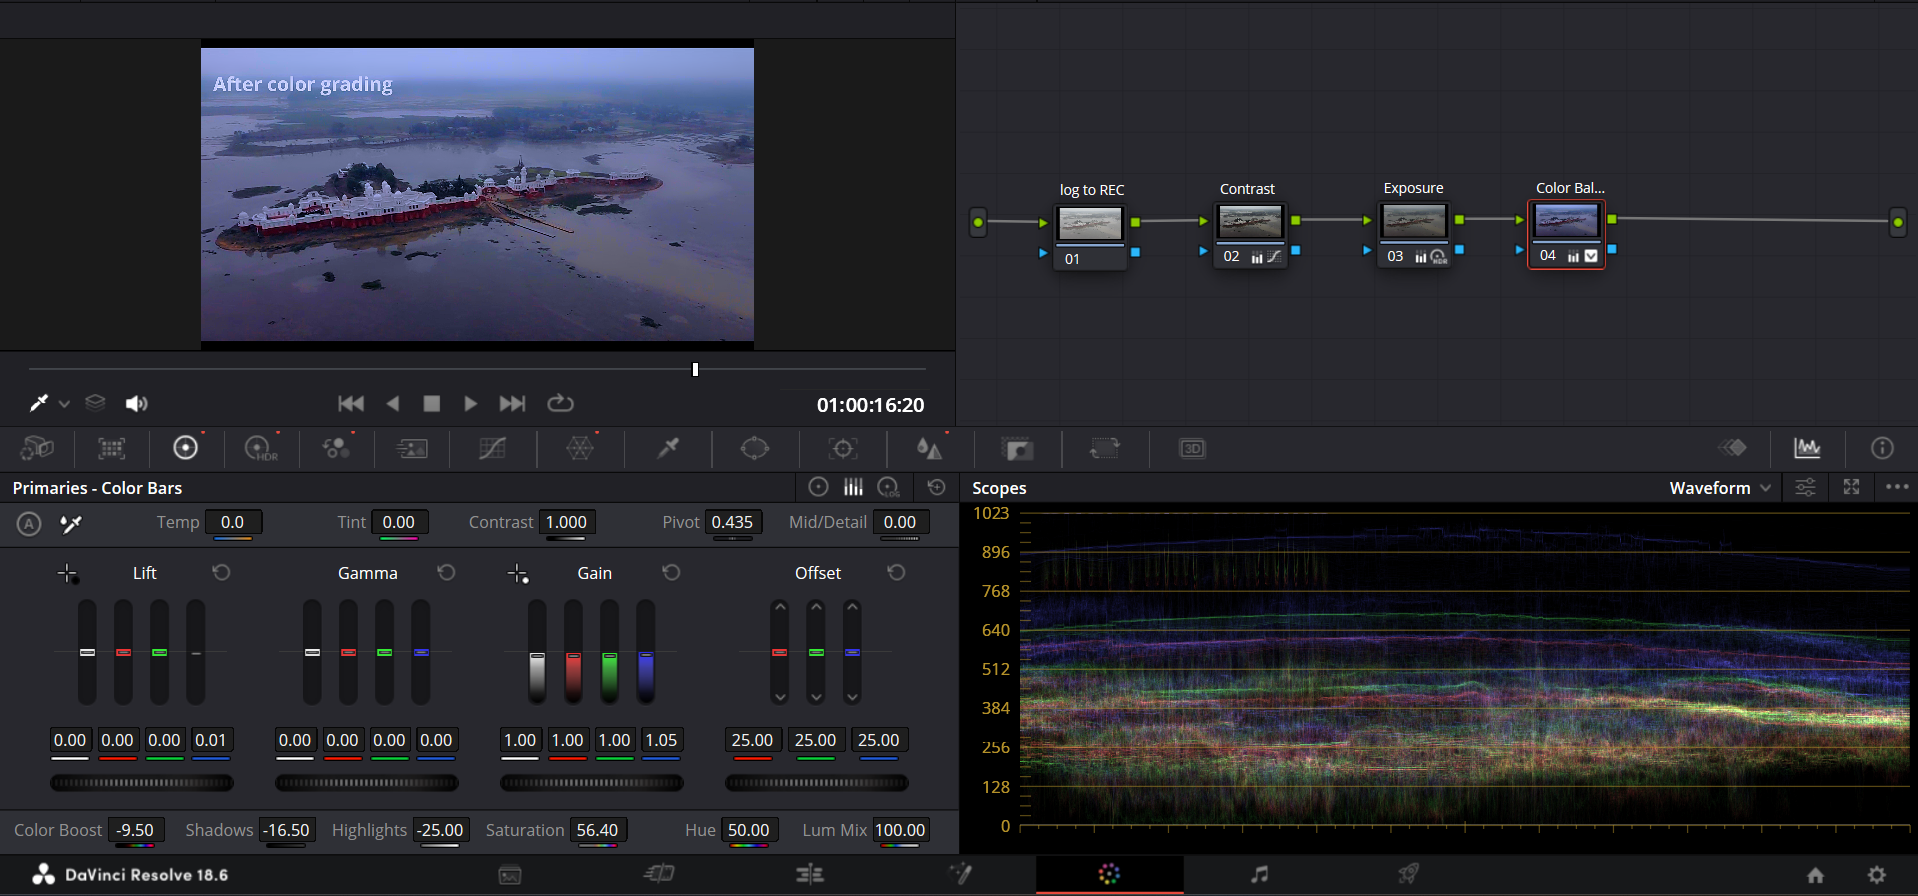 After color grading
01:00:16:20
log to REC
Contrast
Exposure
Color Bal...
01
02
03
HDR
04
HDR
3D
Primaries - Color Bars
LOG
Scopes
Waveform
A
Temp 0.0
Tint 0.00
Contrast 1.000
Pivot 0.435
Mid/Detail 0.00
Lift
Gamma
Gain
Offset
0.00 0.00 0.00 0.01
0.00 0.00 0.00 0.00
1.00 1.00 1.00 1.05
25.00 25.00 25.00
Color Boost -9.50
Shadows -16.50
Highlights -25.00
Saturation 56.40
Hue 50.00
Lum Mix 100.00
1023
896
768
640
512
384
256
128
0
DaVinci Resolve 18.6